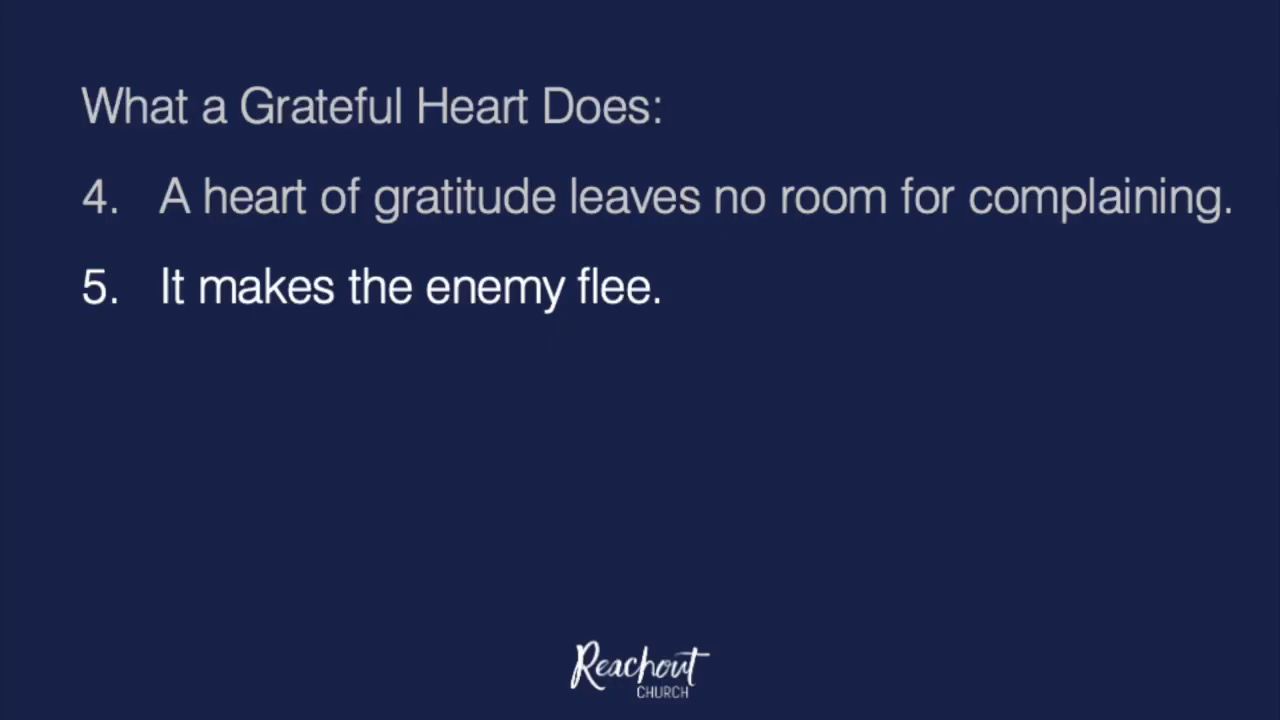 What a Grateful Heart Does:
4. A heart of gratitude leaves no room for complaining.
5. It makes the enemy flee.
Reachout
CHURCH